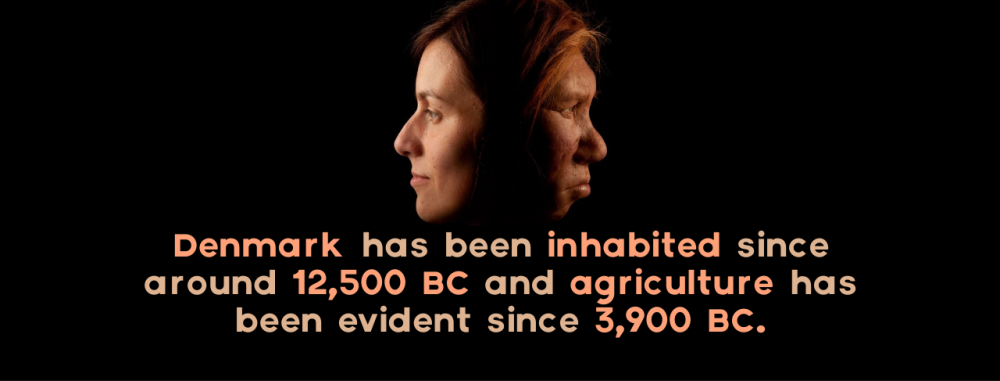 Denmark has been inhabited since
around 12,500 BC and agriculture has
been evident since 3,900 BC.